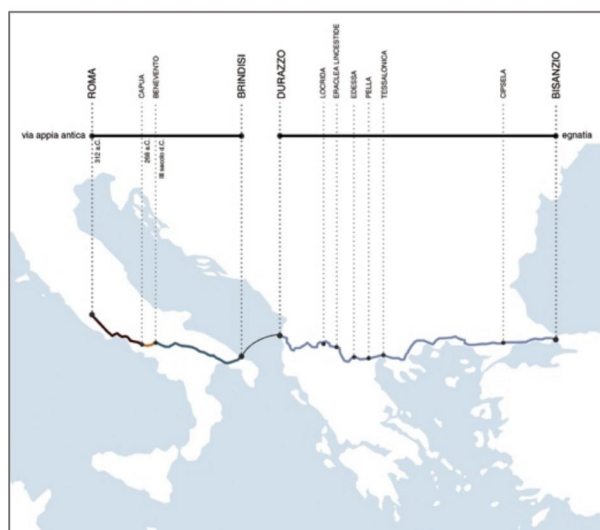 ROMA
CAPUA
BENEVENTO
BRINDISI
DURAZZO
LOCRIDA
ERACLEA LINCESTIDE
EDESSA
PELLA
TESSALONICA
CIPSELA
BISANZIO
via appia antica
egnatia
312 a.C.
268 a.C.
III secolo d.C.